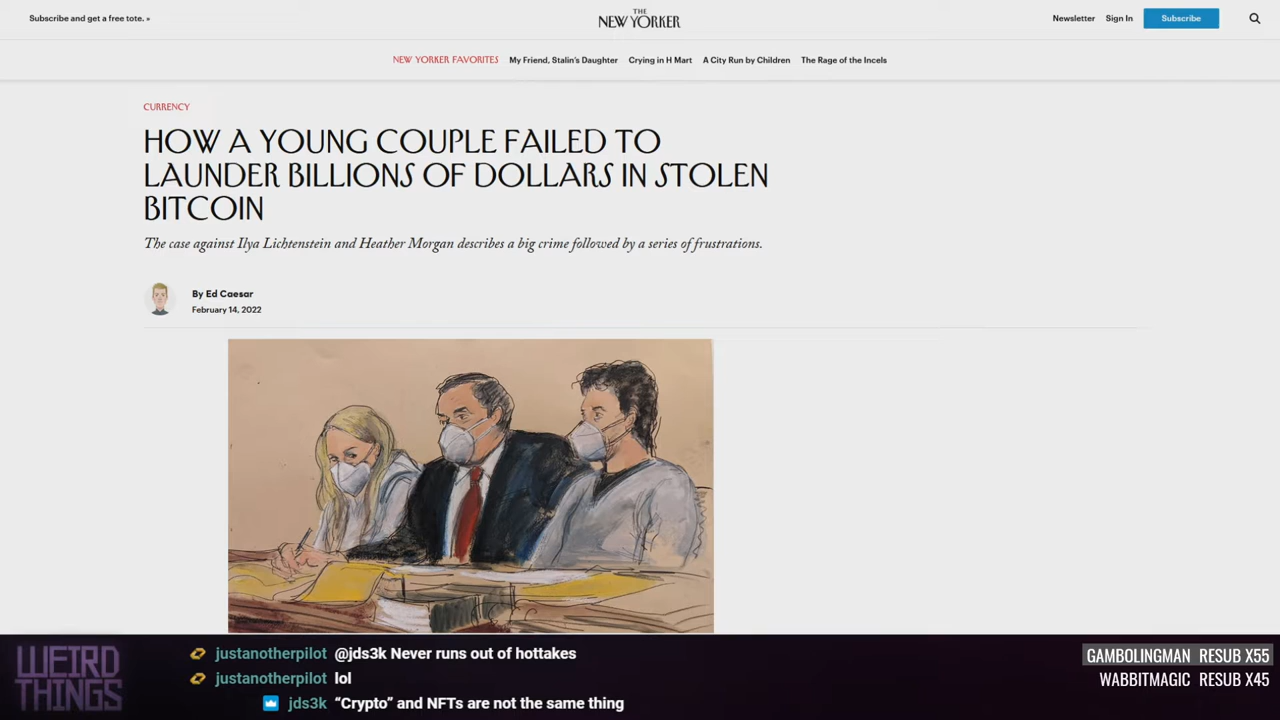 Subscribe and get a free tote. »
THE
NEW YORKER
Newsletter Sign In Subscribe
NEW YORKER FAVORITES My Friend, Stalin's Daughter Crying in H Mart A City Run by Children The Rage of the Incels
CURRENCY
HOW A YOUNG COUPLE FAILED TO
LAUNDER BILLIONS OF DOLLARS IN STOLEN
BITCOIN
The case against Ilya Lichtenstein and Heather Morgan describes a big crime followed by a series of frustrations.
By Ed Caesar
February 14, 2022
WEIRD
THINGS
justanotherpilot @jds3k Never runs out of hottakes
justanotherpilot lol
jds3k “Crypto” and NFTs are not the same thing
GAMBOLINGMAN RESUB X55
WABBITMAGIC RESUB X45